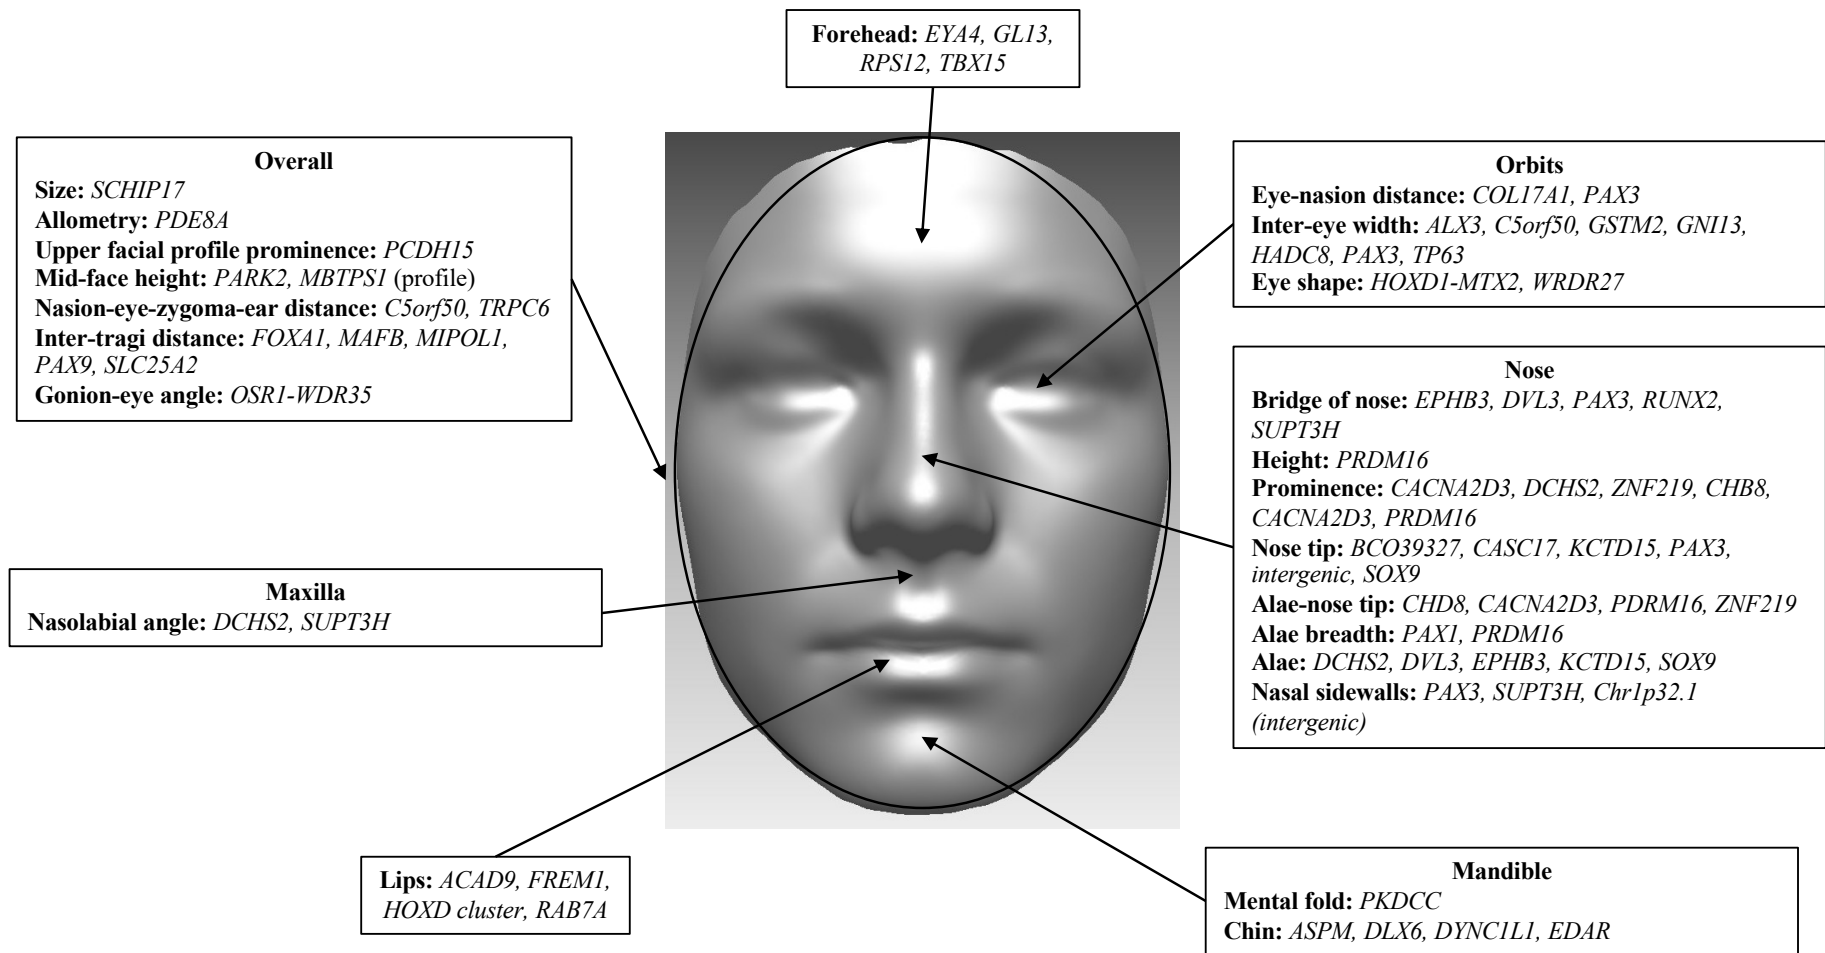 Forehead: EYA4, GL13,
RPS12, TBX15
Overall
Size: SCHIP17
Allometry: PDE8A
Upper facial profile prominence: PCDH15
Mid-face height: PARK2, MBTPS1 (profile)
Nasion-eye-zygoma-ear distance: C5orf50, TRPC6
Inter-tragi distance: FOXA1, MAFB, MIPOL1,
PAX9, SLC25A2
Gonion-eye angle: OSR1-WDR35
Orbits
Eye-nasion distance: COL17A1, PAX3
Inter-eye width: ALX3, C5orf50, GSTM2, GNI13,
HADC8, PAX3, TP63
Eye shape: HOXD1-MTX2, WRDR27
Nose
Bridge of nose: EPHB3, DVL3, PAX3, RUNX2,
SUPT3H
Height: PRDM16
Prominence: CACNA2D3, DCHS2, ZNF219, CHB8,
CACNA2D3, PRDM16
Nose tip: BCO39327, CASC17, KCTD15, PAX3,
intergenic, SOX9
Alae-nose tip: CHD8, CACNA2D3, PDRM16, ZNF219
Alae breadth: PAX1, PRDM16
Alae: DCHS2, DVL3, EPHB3, KCTD15, SOX9
Nasal sidewalls: PAX3, SUPT3H, Chr1p32.1
(intergenic)
Maxilla
Nasolabial angle: DCHS2, SUPT3H
Lips: ACAD9, FREM1,
HOXD cluster, RAB7A
Mandible
Mental fold: PKDCC
Chin: ASPM, DLX6, DYNC1L1, EDAR